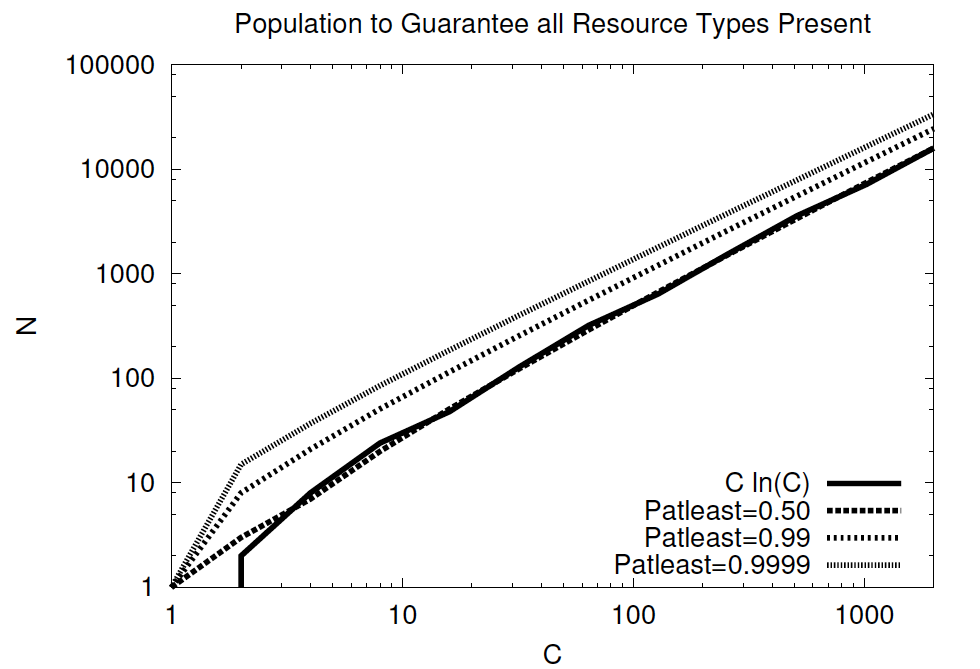 Population to Guarantee all Resource Types Present
100000
10000
1000
100
10
1
N
C ln(C)
Patleast=0.50
Patleast=0.99
Patleast=0.9999
1 10 100 1000
C